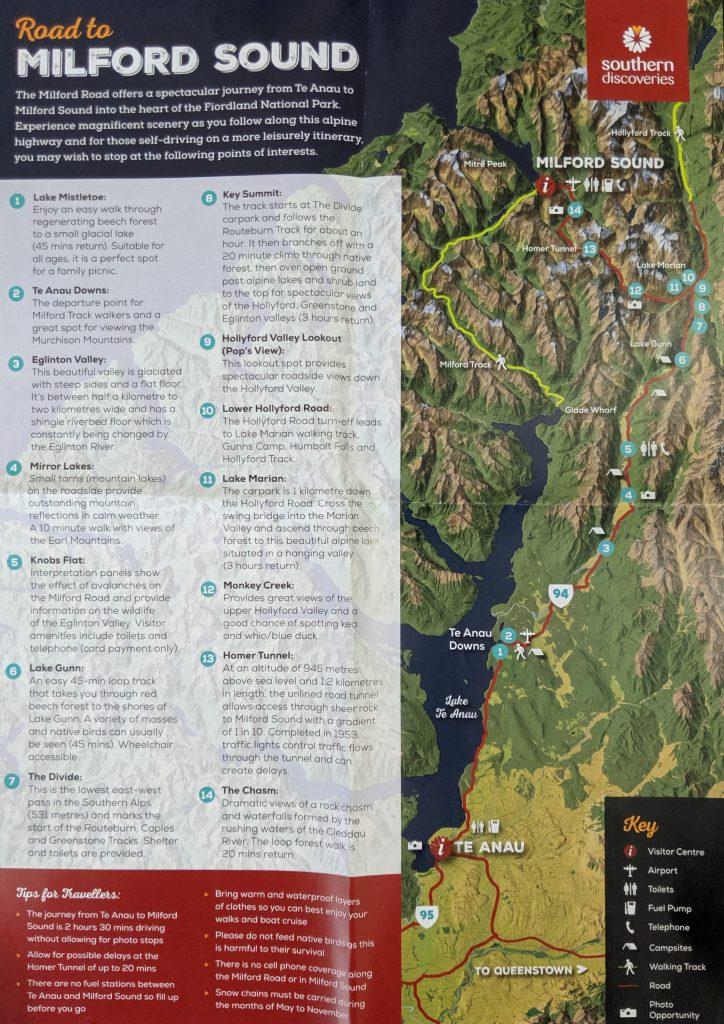 Road to
MILFORD SOUND
The Milford Road offers a spectacular journey from Te Anau to
Milford Sound into the heart of the Fiordland National Park.
Experience magnificent scenery as you follow along this alpine
highway and for those self-driving on a more leisurely itinerary,
you may wish to stop at the following points of interests.
southern
discoveries
1 Lake Mistletoe:
Enjoy an easy walk through
regenerating beech forest
to a small glacial lake
(45 mins return). Suitable for
all ages, it is a perfect spot
for a family picnic.
2 Te Anau Downs:
The departure point for
Milford Track walkers and a
great spot for viewing the
Murchison Mountains.
3 Eglinton Valley:
This beautiful valley is glaciated
with steep sides and a flat floor.
It's between half a kilometre to
two kilometres wide and has a
shingle riverbed floor which is
constantly being changed by
the Eglinton River.
4 Mirror Lakes:
Small tarns (mountain lakes)
on the roadside provide
outstanding mountain
reflections in calm weather.
A 10 minute walk with views of
the Earl Mountains.
5 Knobs Flat:
Interpretation panels show
the effect of avalanches on
the Milford Road and provide
information on the wildlife
of the Eglinton Valley. Visitor
amenities include toilets and
telephone (card payment only).
6 Lake Gunn:
An easy 45-min loop track
that takes you through red
beech forest to the shores of
Lake Gunn. A variety of mosses
and native birds can usually
be seen (45 mins). Wheelchair
accessible.
7 The Divide:
This is the lowest east-west
pass in the Southern Alps
(531 metres) and marks the
start of the Routeburn, Caples
and Greenstone Tracks. Shelter
and toilets are provided.
8 Key Summit:
The track starts at The Divide
carpark and follows the
Routeburn Track for about an
hour. It then branches off with a
20 minute climb through native
forest, then over open ground
past alpine lakes and shrub land
to the top for spectacular views
of the Hollyford, Greenstone and
Eglinton valleys (3 hours return).
9 Hollyford Valley Lookout
(Pop's View):
This lookout spot provides
spectacular roadside views down
the Hollyford Valley.
10 Lower Hollyford Road:
The Hollyford Road turn-off leads
to Lake Marian walking track,
Gunns Camp, Humbolt Falls and
Hollyford Track.
11 Lake Marian:
The carpark is 1 kilometre down
the Hollyford Road. Cross the
swing bridge into the Marian
Valley and ascend through beech
forest to this beautiful alpine lake
situated in a hanging valley
(3 hours return).
12 Monkey Creek:
Provides great views of the
upper Hollyford Valley and a
good chance of spotting kea
and whio/blue duck.
13 Homer Tunnel:
At an altitude of 945 metres
above sea level and 1.2 kilometres
in length, the unlined road tunnel
allows access through sheer rock
to Milford Sound with a gradient
of 1 in 10. Completed in 1953,
traffic lights control traffic flows
through the tunnel and can
create delays.
14 The Chasm:
Dramatic views of a rock chasm
and waterfalls formed by the
rushing waters of the Cleddau
River. The loop forest walk is
20 mins return.
Tips for Travellers:
The journey from Te Anau to Milford
Sound is 2 hours 30 mins driving
without allowing for photo stops
Allow for possible delays at the
Homer Tunnel of up to 20 mins
There are no fuel stations between
Te Anau and Milford Sound so fill up
before you go
Bring warm and waterproof layers
of clothes so you can best enjoy your
walks and boat cruise
Please do not feed native birds as this
is harmful to their survival
There is no cell phone coverage along
the Milford Road or in Milford Sound
Snow chains must be carried during
the months of May to November
Hollyford Track
Mitre Peak
MILFORD SOUND
i
14
Homer Tunnel
13
Lake Marian
12
11
10
9
8
7
Lake Gunn
6
Milford Track
Glade Wharf
5
4
3
94
Te Anau
Downs
2
1
Lake
Te Anau
i TE ANAU
95
TO QUEENSTOWN >
Key
i Visitor Centre
Airport
Toilets
Fuel Pump
Telephone
Campsites
Walking Track
Road
Photo
Opportunity